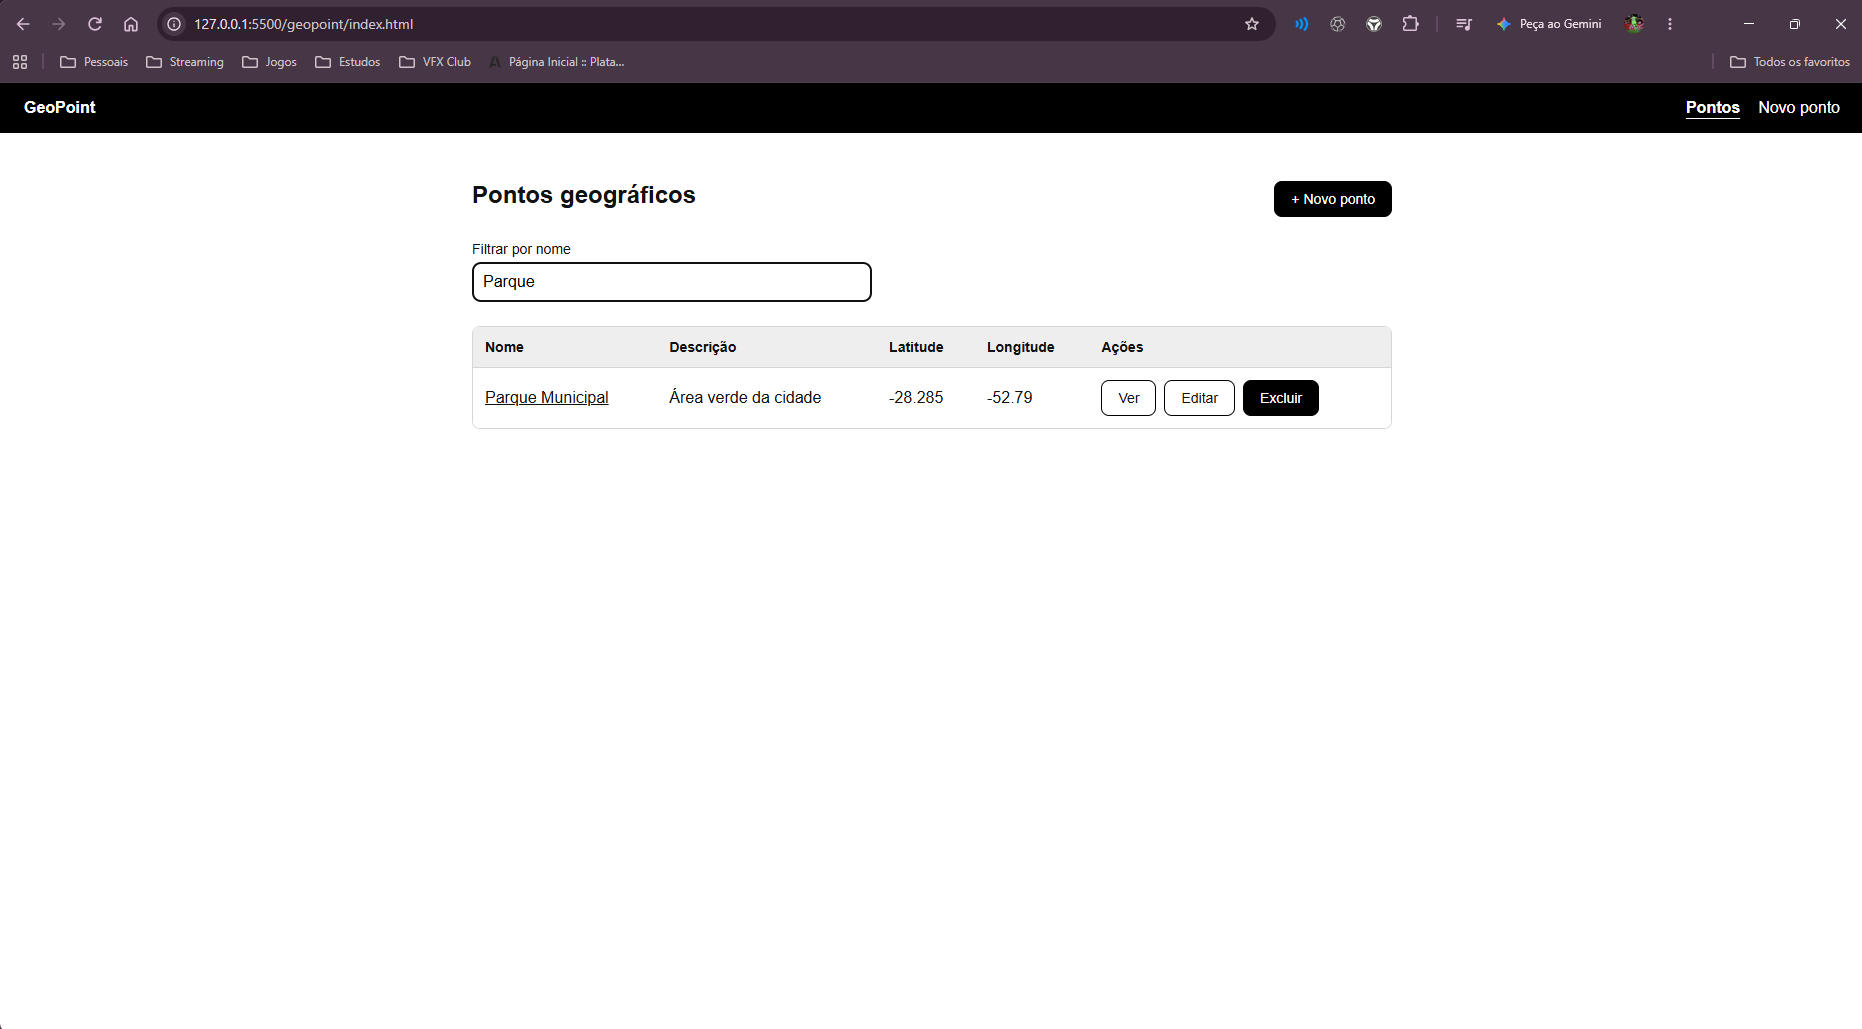 127.0.0.1:5500/geopoint/index.html
Peça ao Gemini
Pessoais
Streaming
Jogos
Estudos
VFX Club
Página Inicial :: Plata...
Todos os favoritos
GeoPoint
Pontos
Novo ponto
Pontos geográficos
+ Novo ponto
Filtrar por nome
Parque
Nome Descrição Latitude Longitude Ações
Parque Municipal Área verde da cidade -28.285 -52.79 Ver Editar Excluir